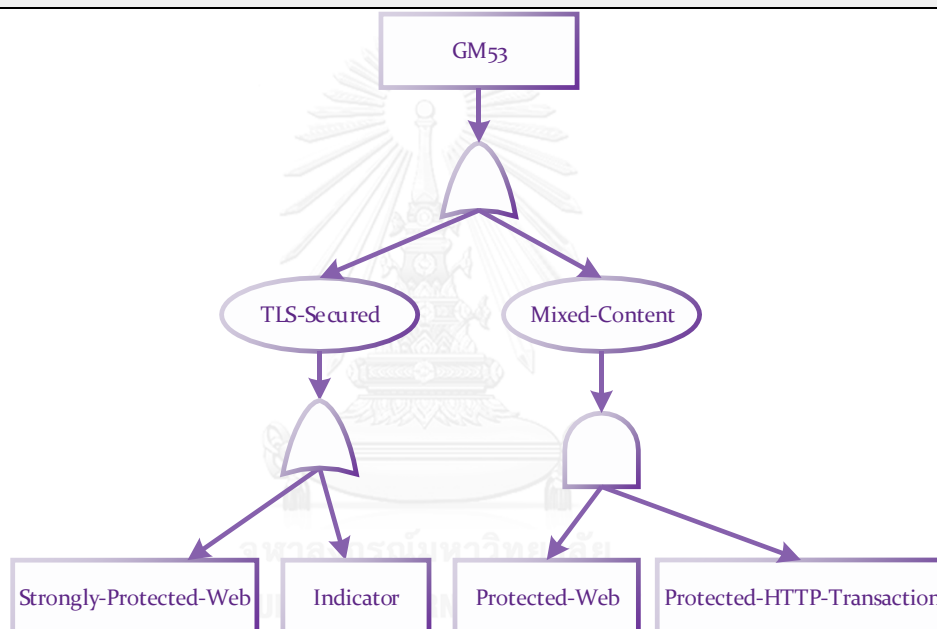 GM53
TLS-Secured
Mixed-Content
Strongly-Protected-Web
Indicator
Protected-Web
Protected-HTTP-Transaction